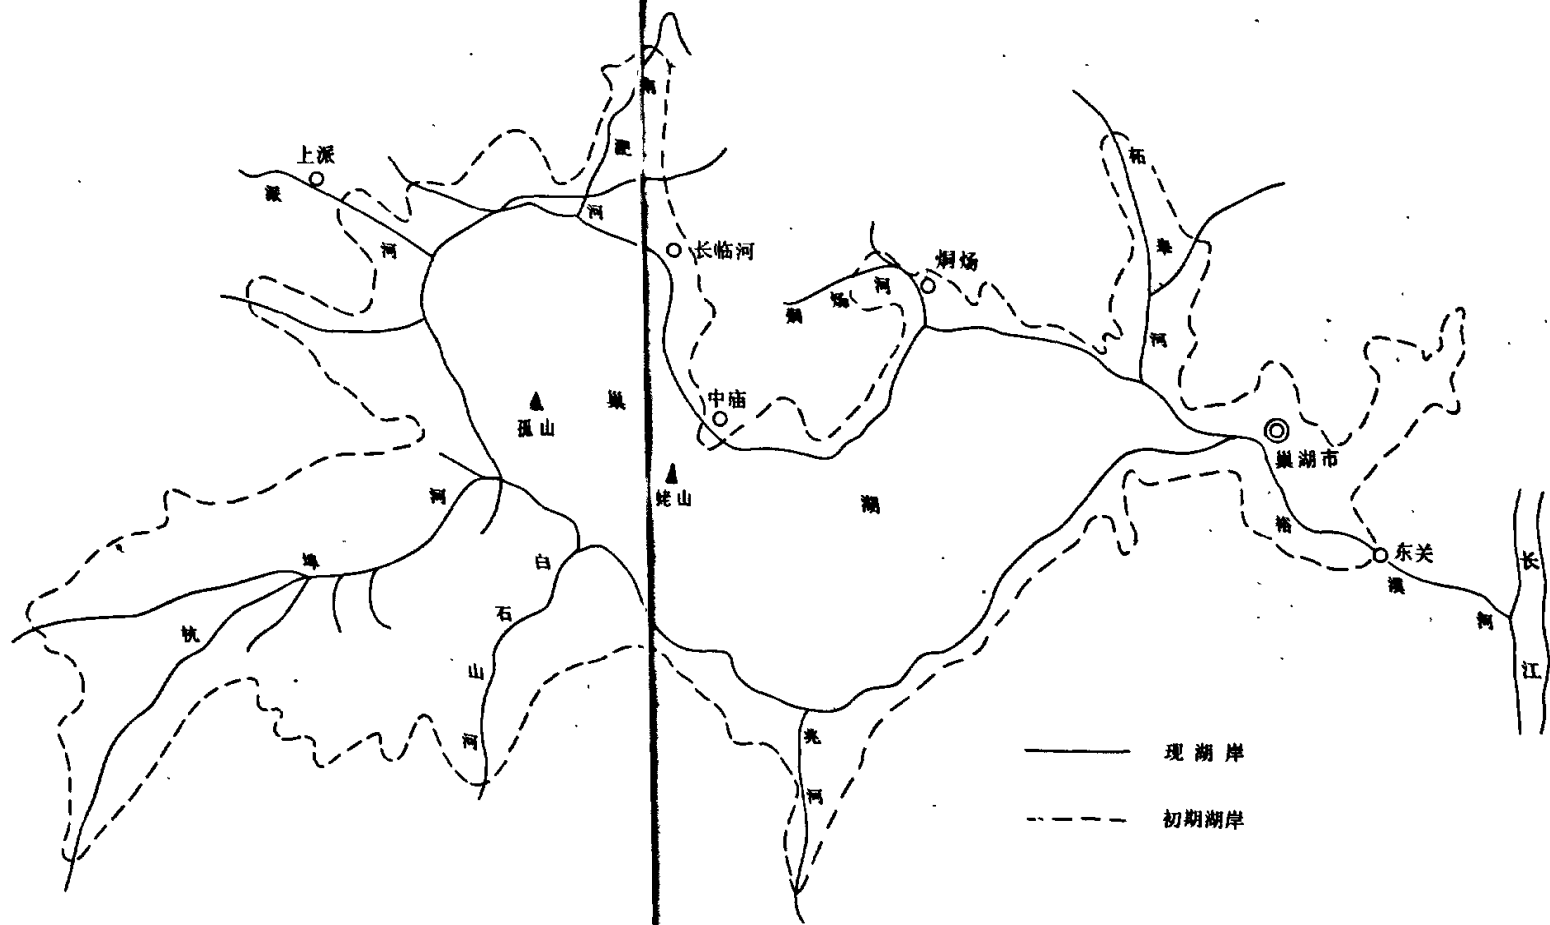 上派
派
河
南
淝
河
长临河
烔炀
烔
炀
河
柘
皋
河
中庙
孤山
姥山
巢
湖
巢湖市
裕
溪
河
东关
长
江
杭
埠
河
白
石
山
河
兆
河
现湖岸
初期湖岸